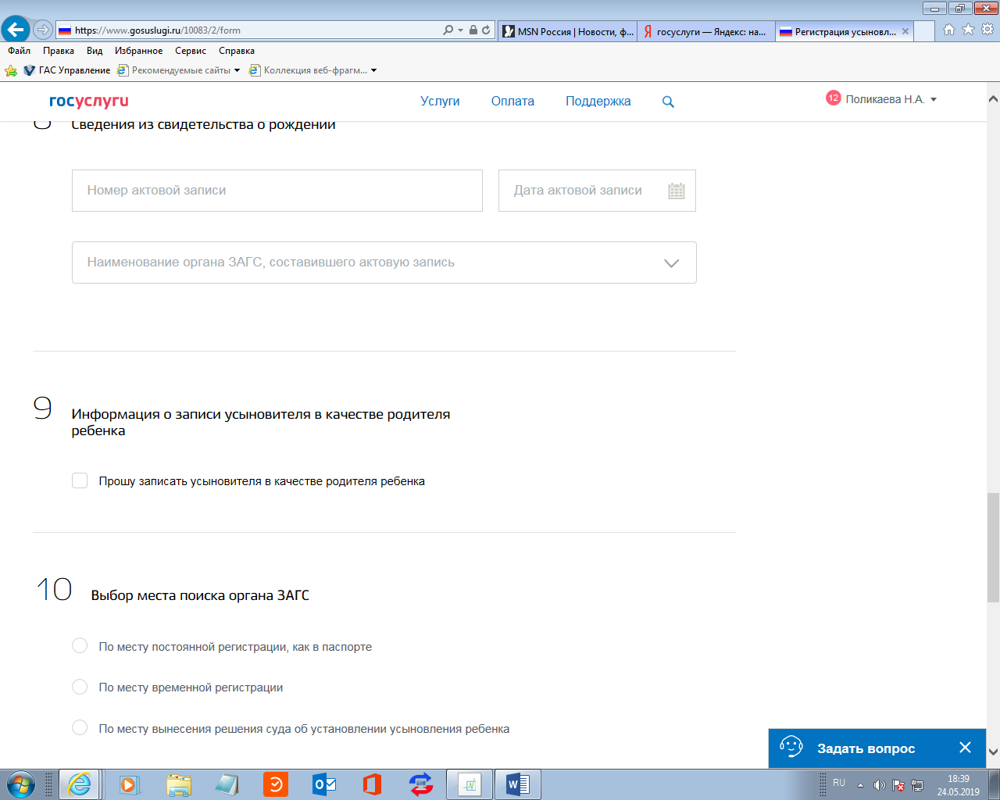 https://www.gosuslugi.ru/10083/2/form
MSN Россия | Новости, ф...
госуслуги — Яндекс: на...
Регистрация усыновл...
Файл Правка Вид Избранное Сервис Справка
ГАС Управление Рекомендуемые сайты Коллекция веб-фрагм...
госуслуги Услуги Оплата Поддержка 12 Поликаева Н.А.
Сведения из свидетельства о рождении
Номер актовой записи Дата актовой записи
Наименование органа ЗАГС, составившего актовую запись
9 Информация о записи усыновителя в качестве родителя
ребенка
Прошу записать усыновителя в качестве родителя ребенка
10 Выбор места поиска органа ЗАГС
По месту постоянной регистрации, как в паспорте
По месту временной регистрации
По месту вынесения решения суда об установлении усыновления ребенка
Задать вопрос
RU 18:39
24.05.2019